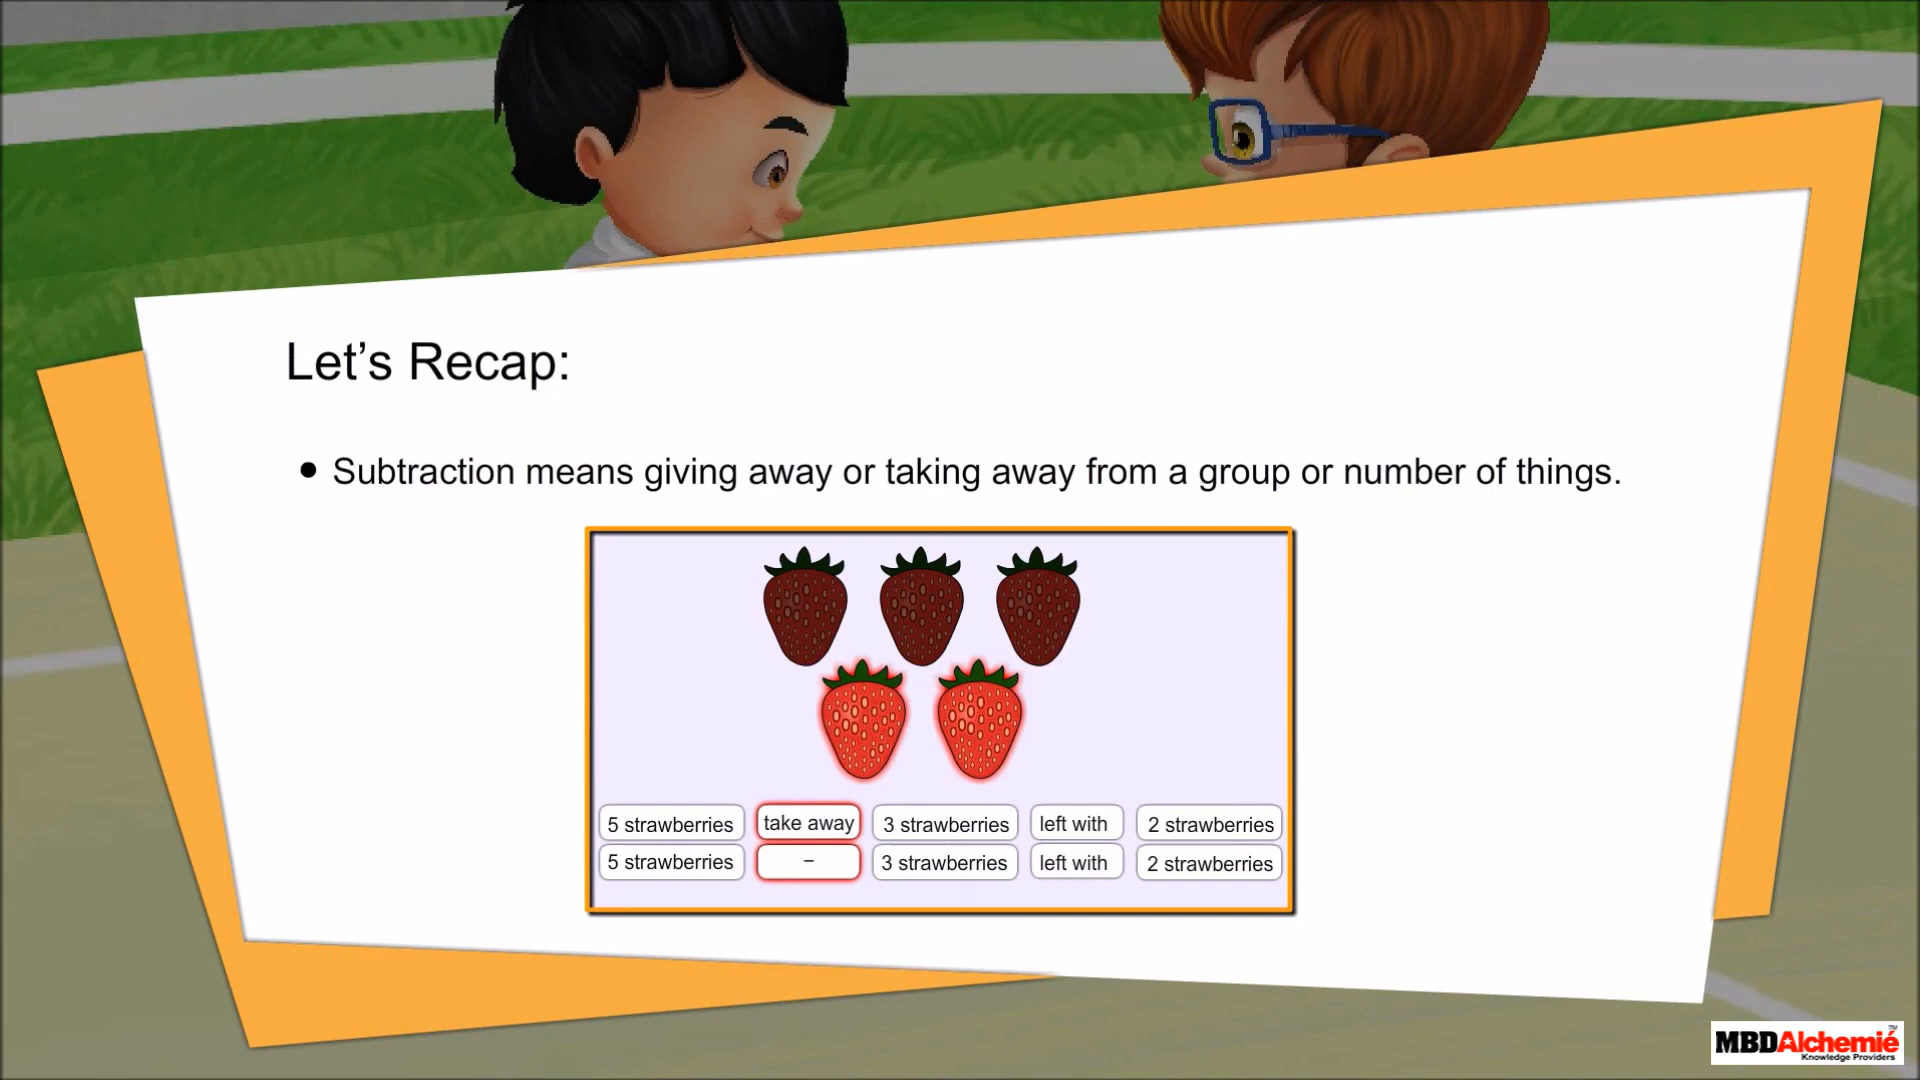 Let’s Recap:
• Subtraction means giving away or taking away from a group or number of things.
5 strawberries take away 3 strawberries left with 2 strawberries
5 strawberries − 3 strawberries left with 2 strawberries
MBDAlchemié™
Knowledge Providers